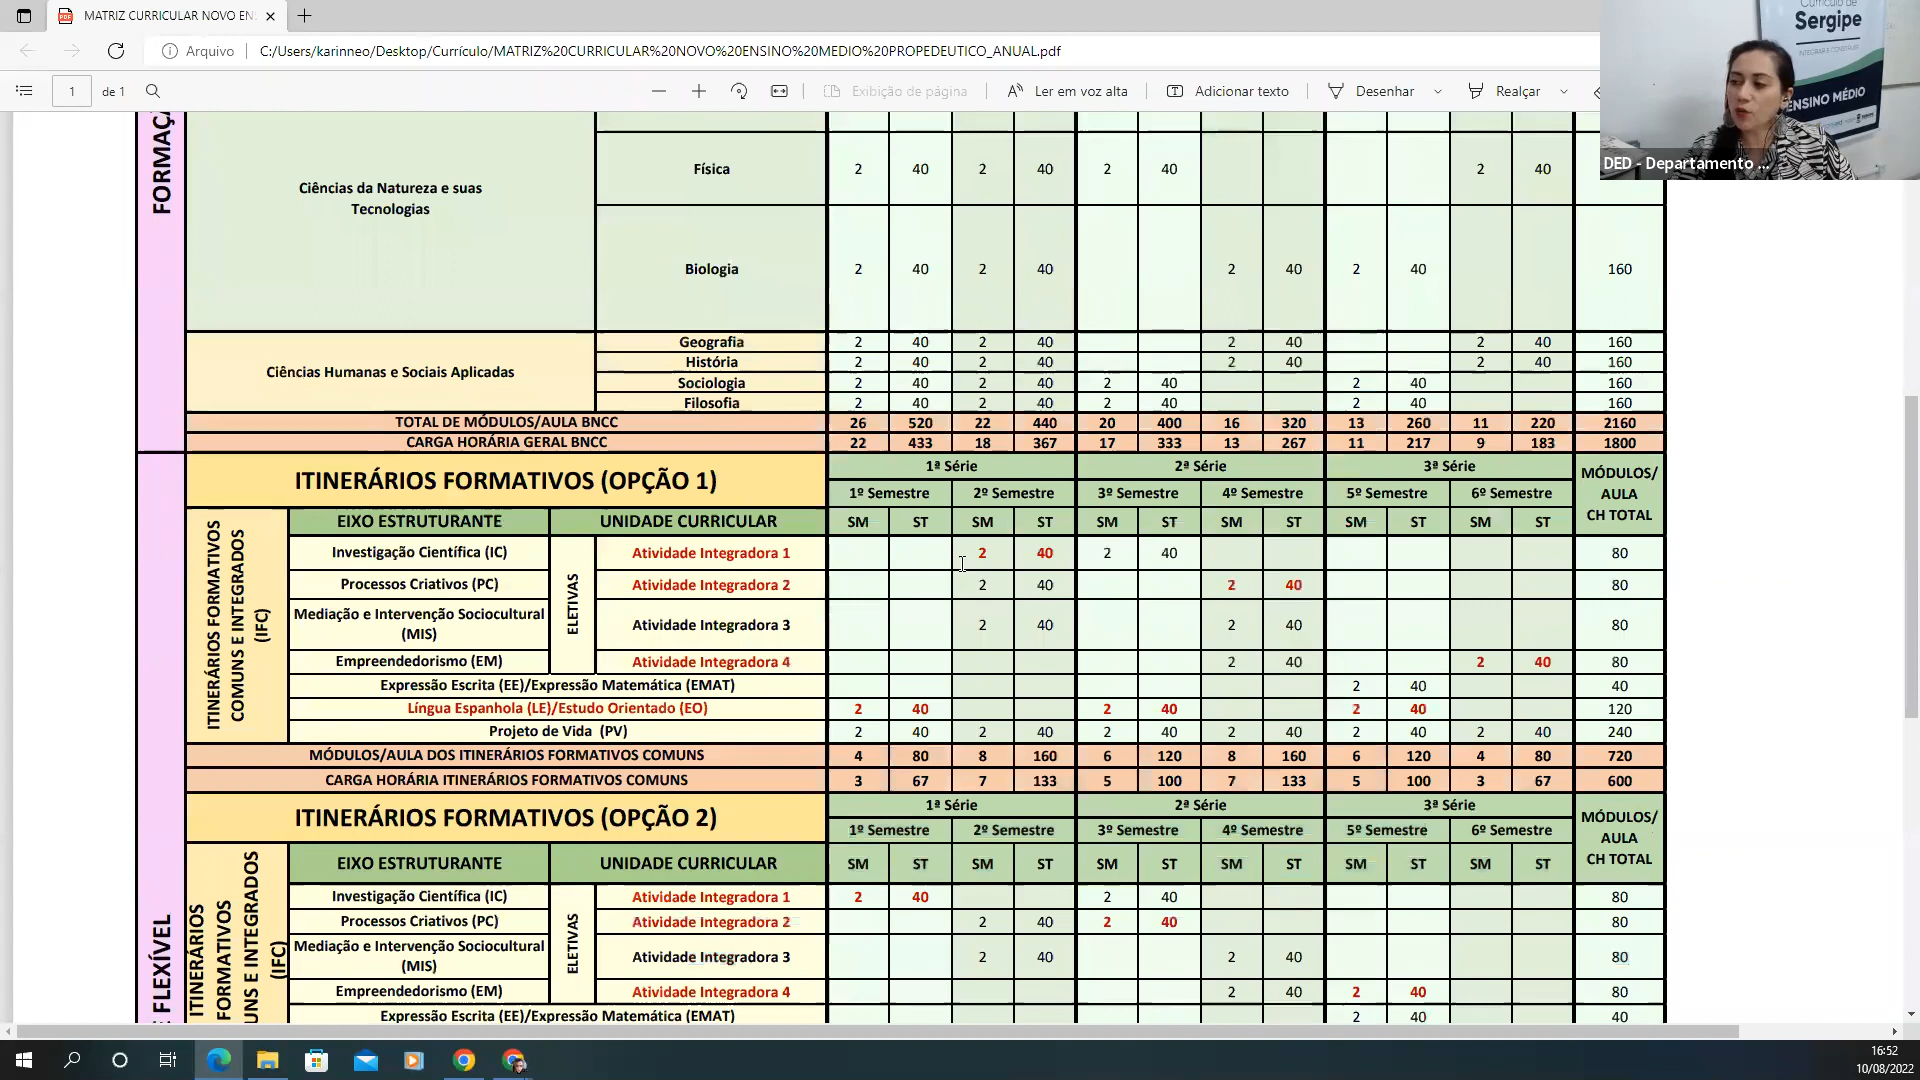 MATRIZ CURRICULAR NOVO EN
Arquivo
C:/Users/karinneo/Desktop/Currículo/MATRIZ%20CURRICULAR%20NOVO%20ENSINO%20MEDIO%20PROPEDEUTICO_ANUAL.pdf
1 de 1
Exibição de página
Ler em voz alta
Adicionar texto
Desenhar
Realçar
Currículo de
Sergipe
INTEGRAR E CONSTRUIR
ENSINO MÉDIO
DED - Departamento ...
FORMAÇÃ
Ciências da Natureza e suas
Tecnologias
Física 2 40 2 40 2 40 2 40
Biologia 2 40 2 40 2 40 2 40 160
Ciências Humanas e Sociais Aplicadas
Geografia 2 40 2 40 2 40 2 40 160
História 2 40 2 40 2 40 2 40 160
Sociologia 2 40 2 40 2 40 2 40 160
Filosofia 2 40 2 40 2 40 2 40 160
TOTAL DE MÓDULOS/AULA BNCC 26 520 22 440 20 400 16 320 13 260 11 220 2160
CARGA HORÁRIA GERAL BNCC 22 433 18 367 17 333 13 267 11 217 9 183 1800
ITINERÁRIOS FORMATIVOS (OPÇÃO 1)
1ª Série 2ª Série 3ª Série
MÓDULOS/
AULA
CH TOTAL
1º Semestre 2º Semestre 3º Semestre 4º Semestre 5º Semestre 6º Semestre
EIXO ESTRUTURANTE UNIDADE CURRICULAR SM ST SM ST SM ST SM ST SM ST SM ST
ITINERÁRIOS FORMATIVOS
COMUNS E INTEGRADOS
(IFC)
ELETIVAS
Investigação Científica (IC) Atividade Integradora 1 2 40 2 40 80
Processos Criativos (PC) Atividade Integradora 2 2 40 2 40 80
Mediação e Intervenção Sociocultural
(MIS) Atividade Integradora 3 2 40 2 40 80
Empreendedorismo (EM) Atividade Integradora 4 2 40 2 40 80
Expressão Escrita (EE)/Expressão Matemática (EMAT) 2 40 40
Língua Espanhola (LE)/Estudo Orientado (EO) 2 40 2 40 2 40 120
Projeto de Vida (PV) 2 40 2 40 2 40 2 40 2 40 2 40 240
MÓDULOS/AULA DOS ITINERÁRIOS FORMATIVOS COMUNS 4 80 8 160 6 120 8 160 6 120 4 80 720
CARGA HORÁRIA ITINERÁRIOS FORMATIVOS COMUNS 3 67 7 133 5 100 7 133 5 100 3 67 600
ITINERÁRIOS FORMATIVOS (OPÇÃO 2)
1ª Série 2ª Série 3ª Série
MÓDULOS/
AULA
CH TOTAL
1º Semestre 2º Semestre 3º Semestre 4º Semestre 5º Semestre 6º Semestre
EIXO ESTRUTURANTE UNIDADE CURRICULAR SM ST SM ST SM ST SM ST SM ST SM ST
E FLEXÍVEL
ITINERÁRIOS
FORMATIVOS
UNS E INTEGRADOS
(IFC)
ELETIVAS
Investigação Científica (IC) Atividade Integradora 1 2 40 2 40 80
Processos Criativos (PC) Atividade Integradora 2 2 40 2 40 80
Mediação e Intervenção Sociocultural
(MIS) Atividade Integradora 3 2 40 2 40 80
Empreendedorismo (EM) Atividade Integradora 4 2 40 2 40 80
Expressão Escrita (EE)/Expressão Matemática (EMAT) 2 40 40
16:52
10/08/2022